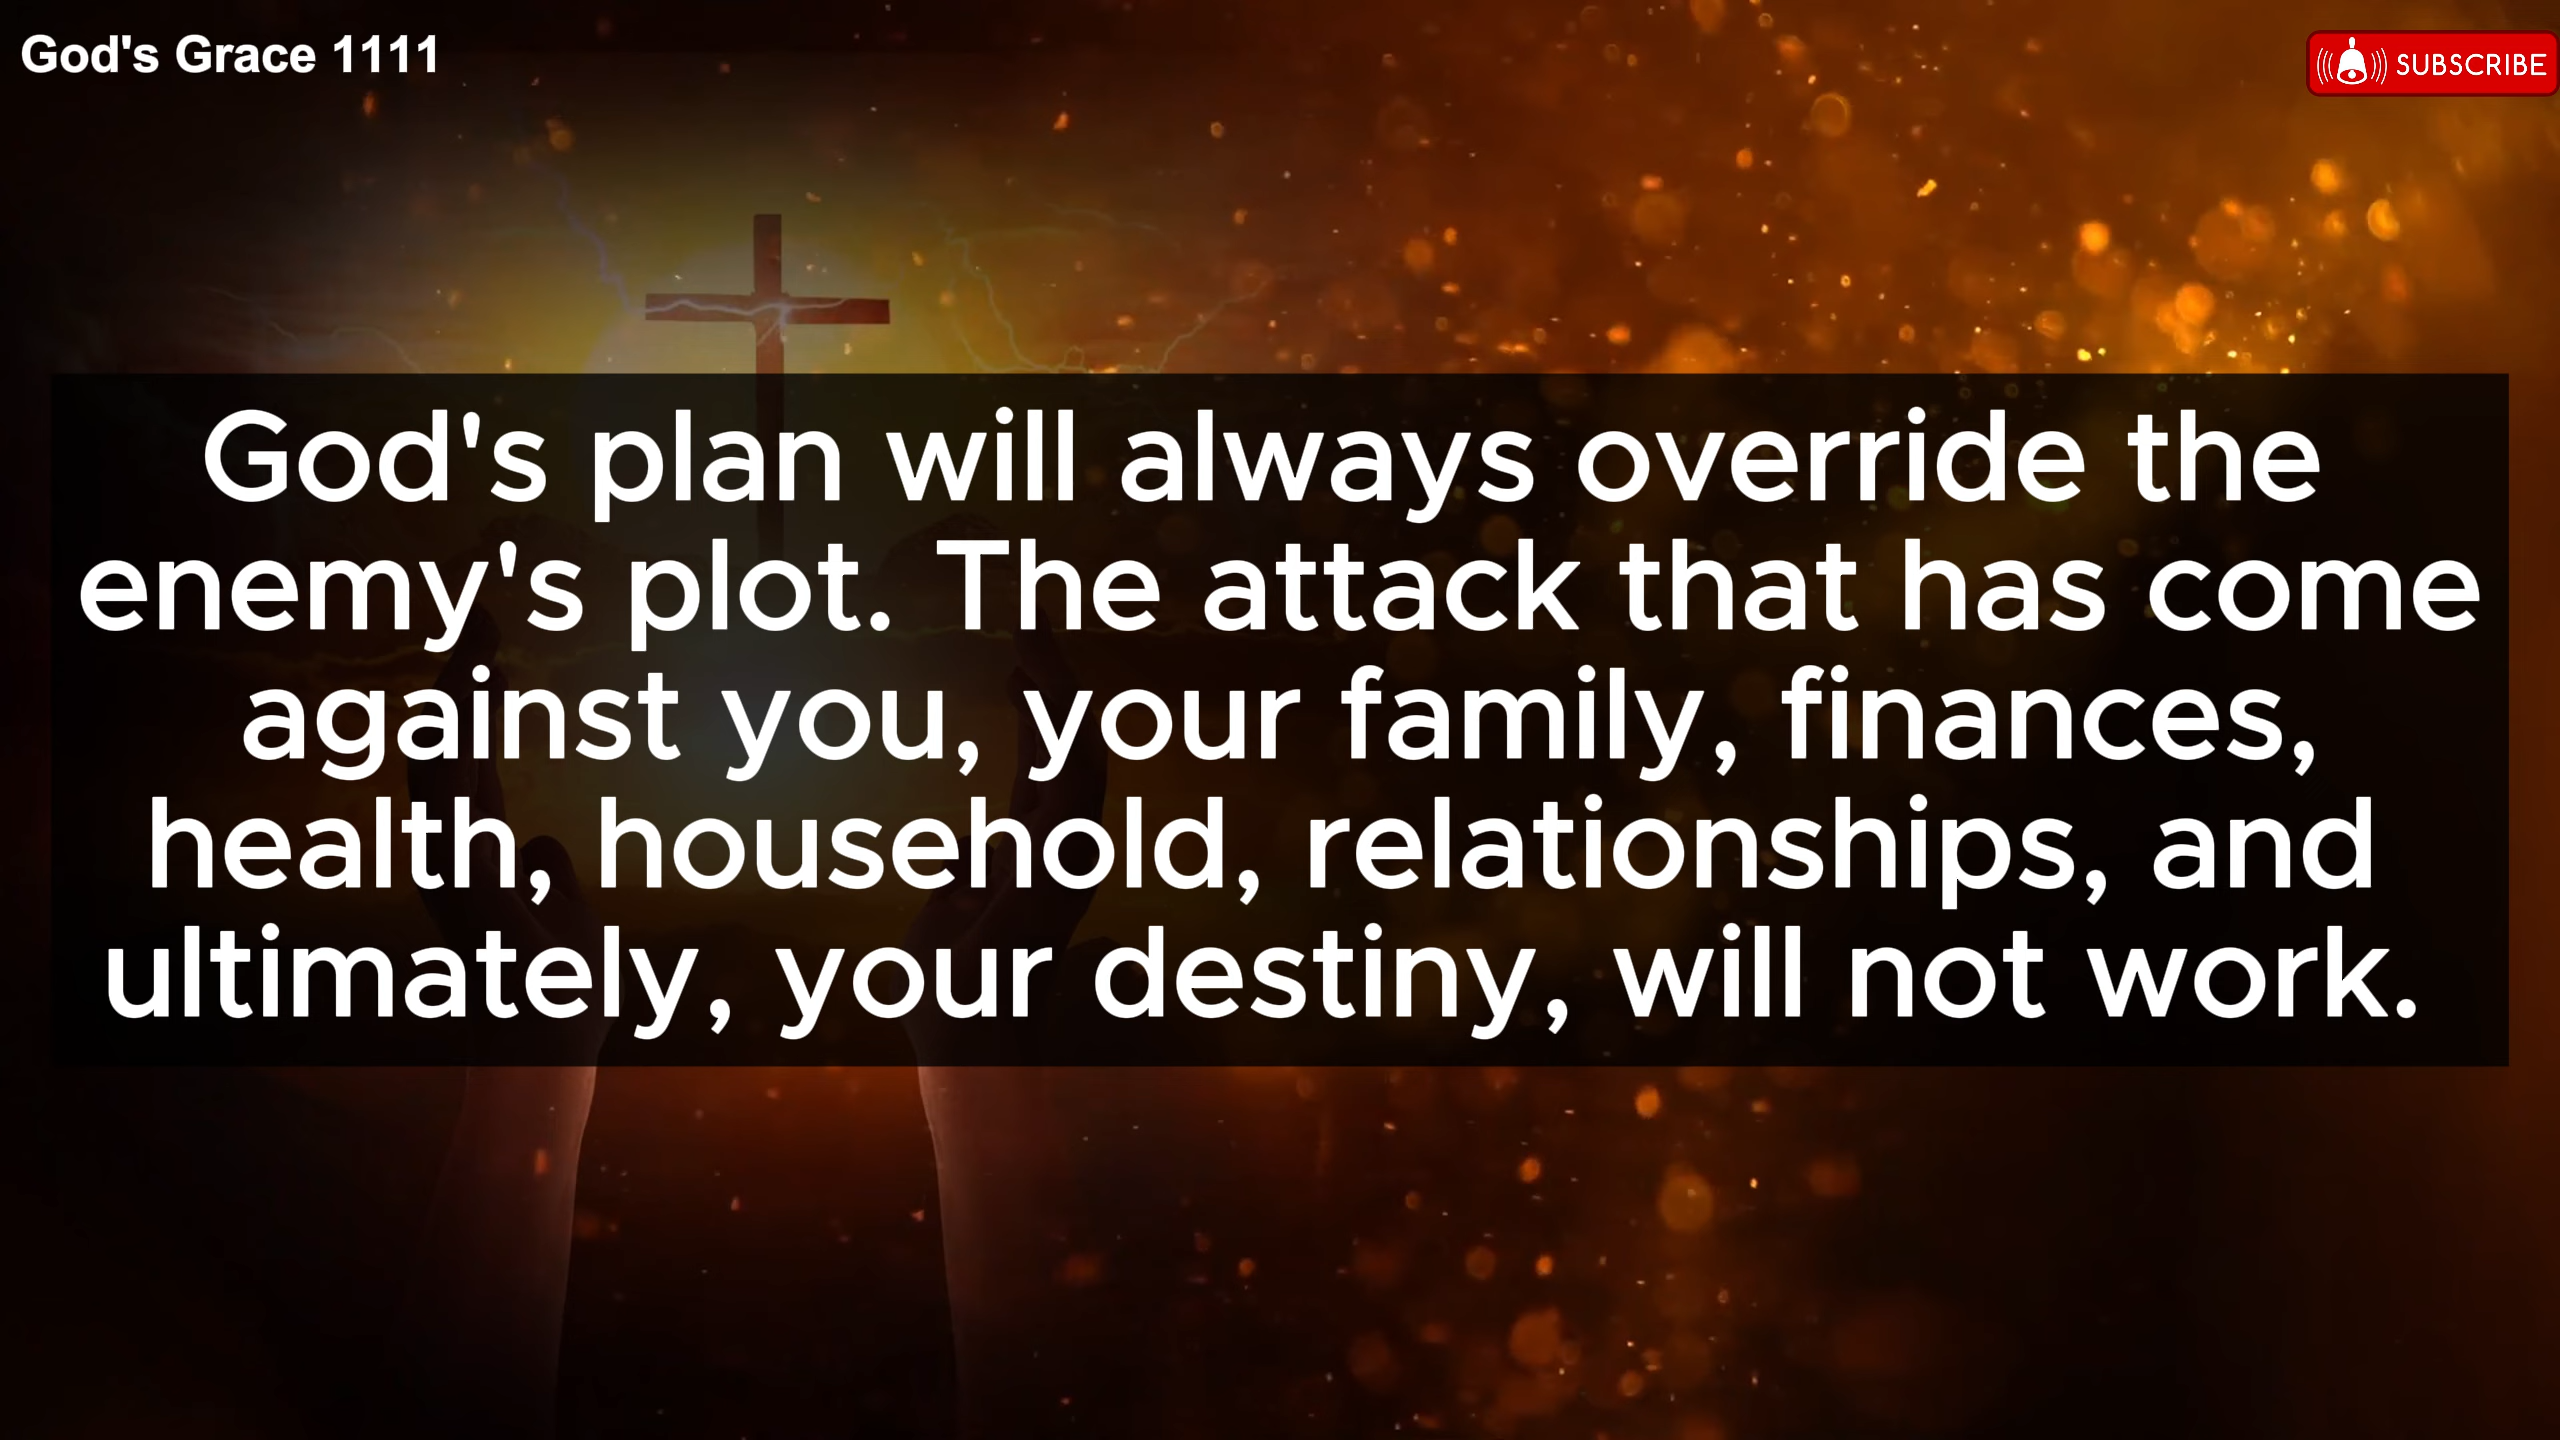 God's Grace 1111
SUBSCRIBE
God's plan will always override the
enemy's plot. The attack that has come
against you, your family, finances,
health, household, relationships, and
ultimately, your destiny, will not work.